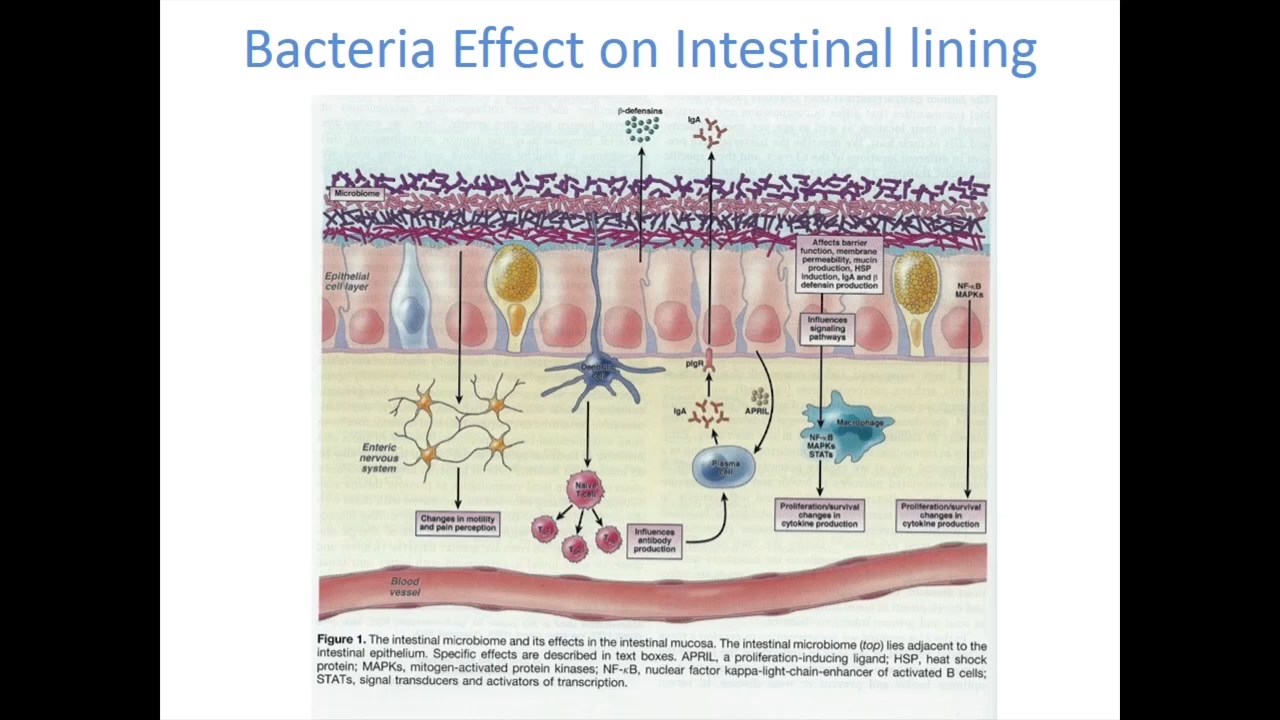 Bacteria Effect on Intestinal lining
β-defensins
IgA
Microbiome
Affects barrier
function, membrane
permeability, mucin
production, HSP
induction, IgA and β
defensin production
Epithelial
cell layer
NF-κB
MAPKs
Influences
signaling
pathways
pIgR
Dendritic
cell
IgA
APRIL
Macrophage
NF-κB
MAPKs
STATs
Enteric
nervous
system
Plasma
cell
Naive
T-cell
Changes in motility
and pain perception
Influences
antibody
production
Proliferation/survival
changes in
cytokine production
Proliferation/survival
changes in
cytokine production
Blood
vessel
Figure 1. The intestinal microbiome and its effects in the intestinal mucosa. The intestinal microbiome (top) lies adjacent to the
intestinal epithelium. Specific effects are described in text boxes. APRIL, a proliferation-inducing ligand; HSP, heat shock
protein; MAPKs, mitogen-activated protein kinases; NF-κB, nuclear factor kappa-light-chain-enhancer of activated B cells;
STATs, signal transducers and activators of transcription.